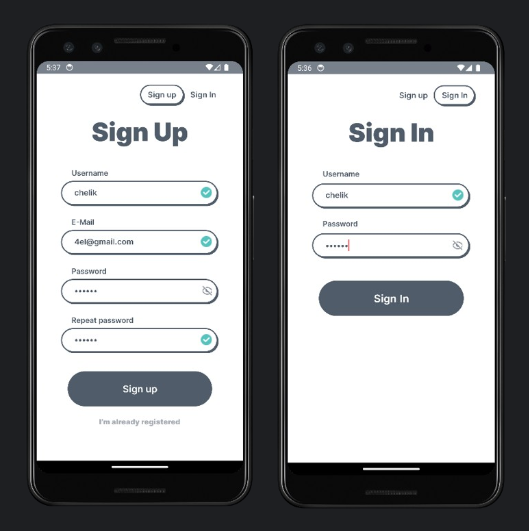 5:37
Sign up Sign In
Sign Up
Username
chelik
E-Mail
4el@gmail.com
Password
••••••
Repeat password
••••••
Sign up
I'm already registered
5:36
Sign up Sign In
Sign In
Username
chelik
Password
••••••
Sign In